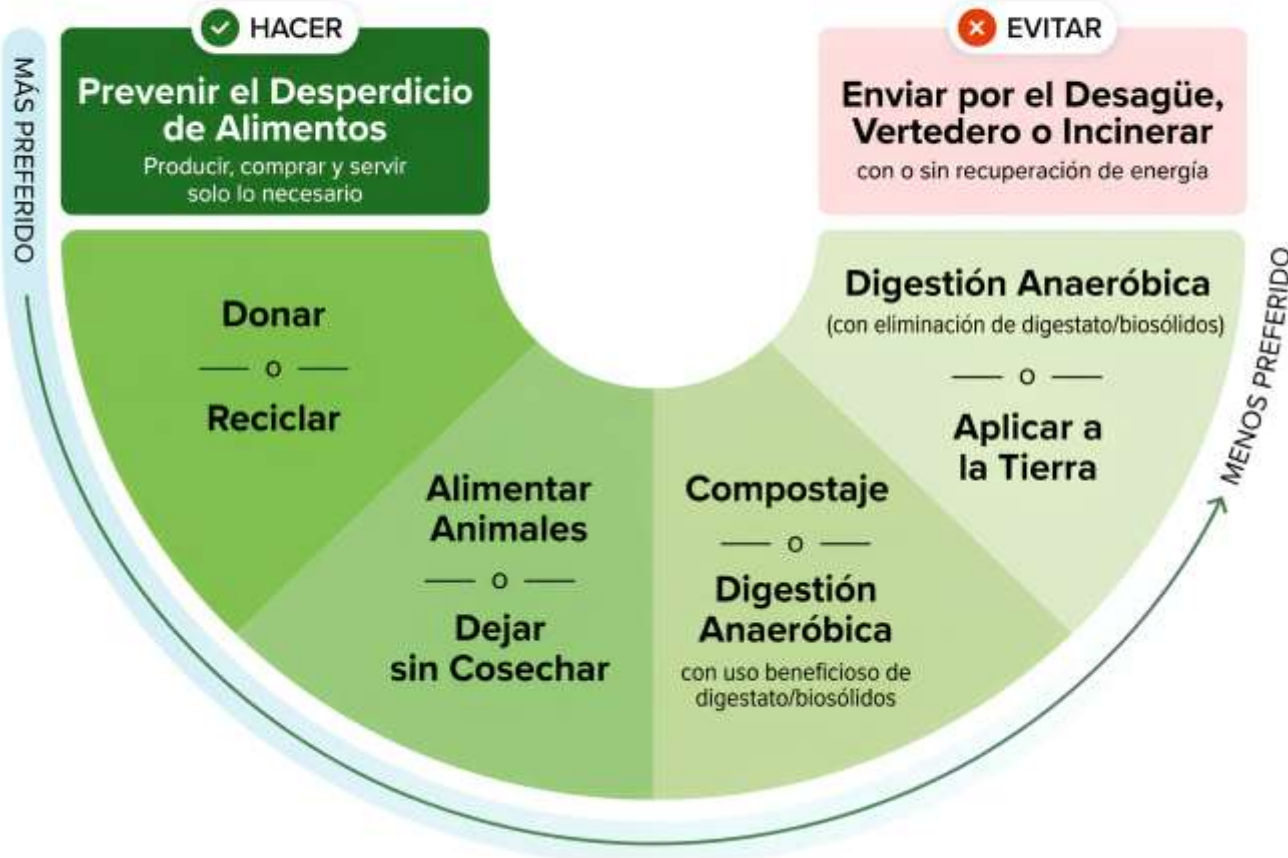 HACER
Prevenir el Desperdicio
de Alimentos
Producir, comprar y servir
solo lo necesario
EVITAR
Enviar por el Desagüe,
Vertedero o Incinerar
con o sin recuperación de energía
MÁS PREFERIDO
Donar
o
Reciclar
Alimentar
Animales
o
Dejar
sin Cosechar
Compostaje
o
Digestión
Anaeróbica
con uso beneficioso de
digestato/biosólidos
Digestión Anaeróbica
(con eliminación de digestato/biosólidos)
o
Aplicar a
la Tierra
MENOS PREFERIDO